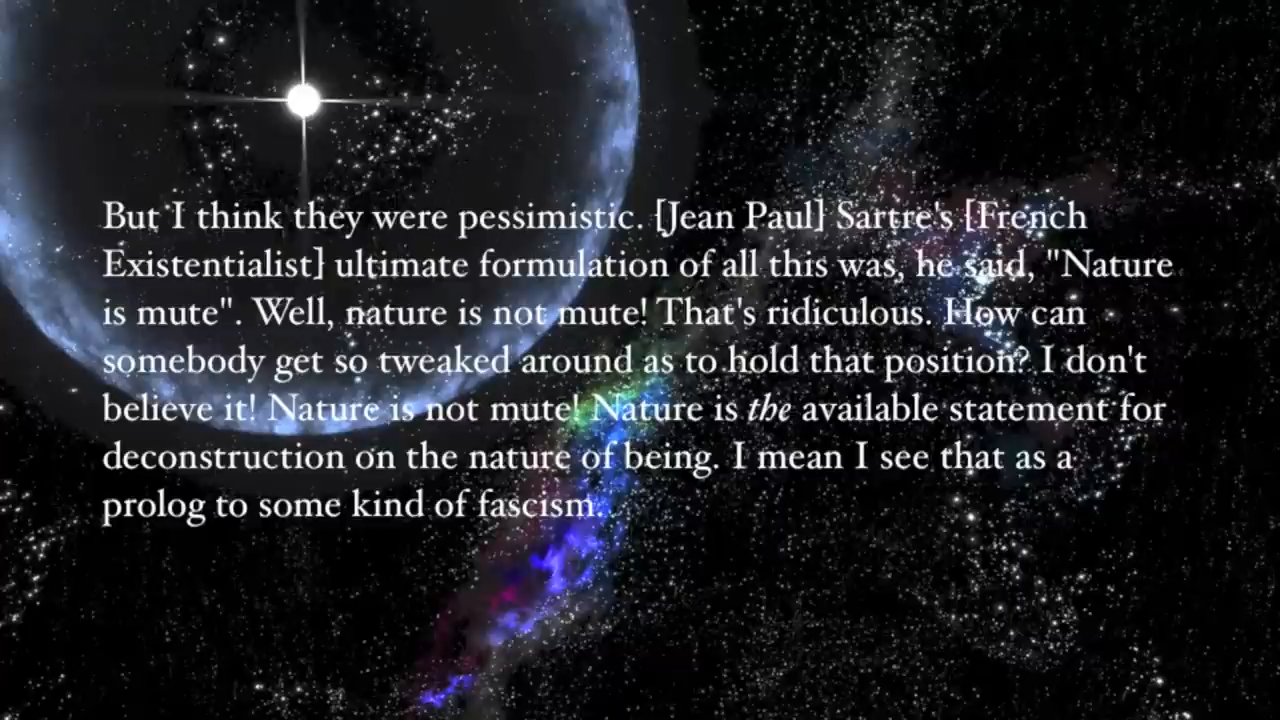 But I think they were pessimistic. [Jean Paul] Sartre's [French
Existentialist] ultimate formulation of all this was, he said, "Nature
is mute". Well, nature is not mute! That's ridiculous. How can
somebody get so tweaked around as to hold that position? I don't
believe it! Nature is not mute! Nature is the available statement for
deconstruction on the nature of being. I mean I see that as a
prolog to some kind of fascism.